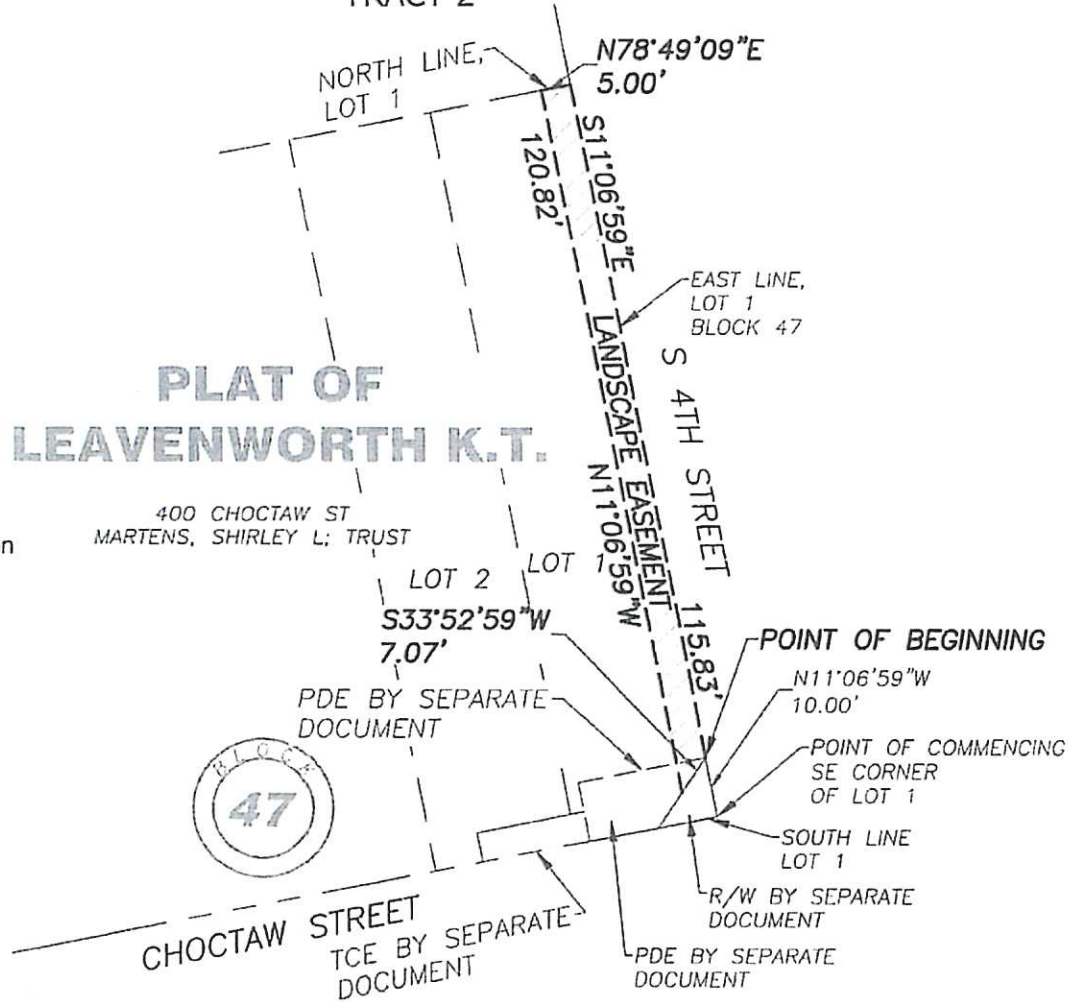 TRACT 2
NORTH LINE,
LOT 1
N78°49'09"E
5.00'
S11°06'59"E
120.82'
EAST LINE,
LOT 1
BLOCK 47
LANDSCAPE EASEMENT
S 4TH STREET
N11°06'59"W
115.83'
PLAT OF
LEAVENWORTH K.T.
400 CHOCTAW ST
MARTENS, SHIRLEY L; TRUST
n
LOT 2
LOT 1
S33°52'59"W
7.07'
POINT OF BEGINNING
N11°06'59"W
10.00'
PDE BY SEPARATE
DOCUMENT
POINT OF COMMENCING
SE CORNER
OF LOT 1
BLOCK
47
SOUTH LINE
LOT 1
R/W BY SEPARATE
DOCUMENT
CHOCTAW STREET
TCE BY SEPARATE
DOCUMENT
PDE BY SEPARATE
DOCUMENT